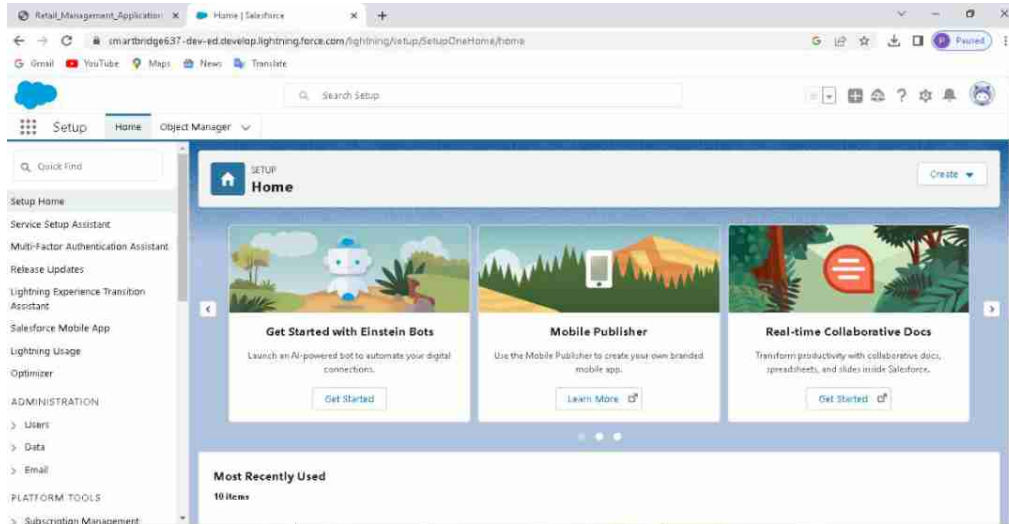 Retail_Management_Application
Home | Salesforce
smartbridge637-dev-ed.develop.lightning.force.com/lightning/setup/SetupOneHome/home
Paused
Gmail
YouTube
Maps
News
Translate
Search Setup
Setup
Home
Object Manager
Quick Find
Setup Home
Service Setup Assistant
Multi-Factor Authentication Assistant
Release Updates
Lightning Experience Transition
Assistant
Salesforce Mobile App
Lightning Usage
Optimizer
ADMINISTRATION
Users
Data
Email
PLATFORM TOOLS
Subscription Management
SETUP
Home
Create
Get Started with Einstein Bots
Launch an AI-powered bot to automate your digital
connections.
Get Started
Mobile Publisher
Use the Mobile Publisher to create your own branded
mobile app.
Learn More
Real-time Collaborative Docs
Transform productivity with collaborative docs,
spreadsheets, and slides inside Salesforce.
Get Started
Most Recently Used
10 items